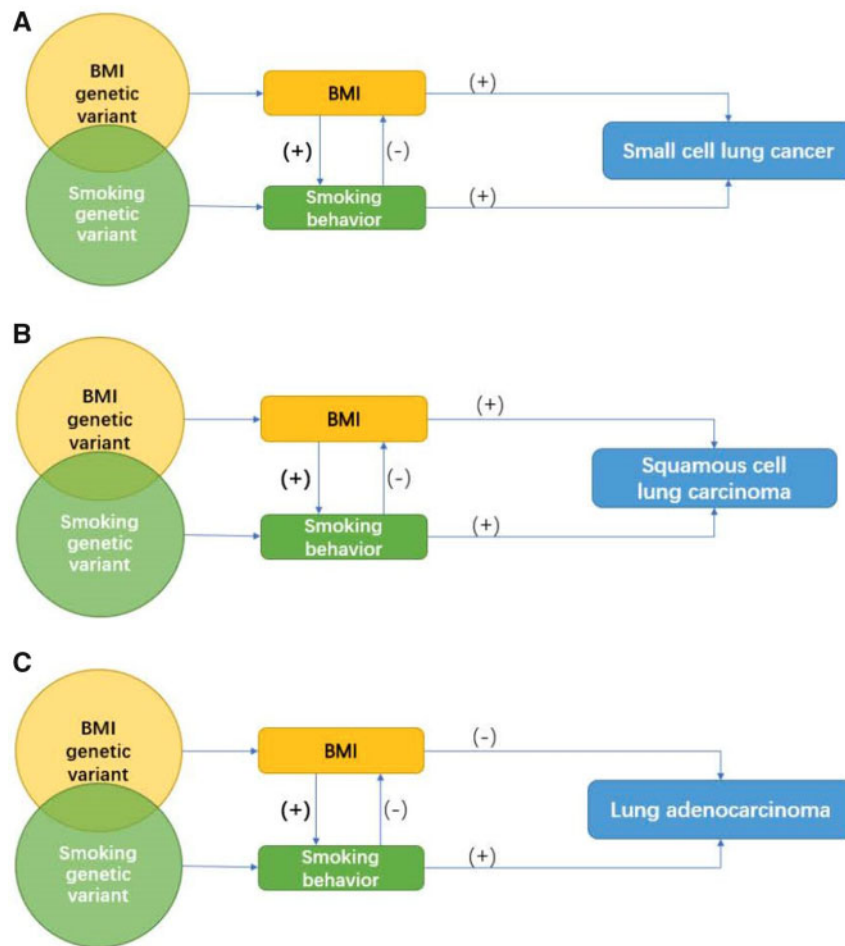 A
BMI
genetic
variant
Smoking
genetic
variant
BMI
(+)
(-)
Smoking
behavior
(+)
(+)
Small cell lung cancer
B
BMI
genetic
variant
Smoking
genetic
variant
BMI
(+)
(-)
Smoking
behavior
(+)
(+)
Squamous cell
lung carcinoma
C
BMI
genetic
variant
Smoking
genetic
variant
BMI
(+)
(-)
Smoking
behavior
(-)
(+)
Lung adenocarcinoma